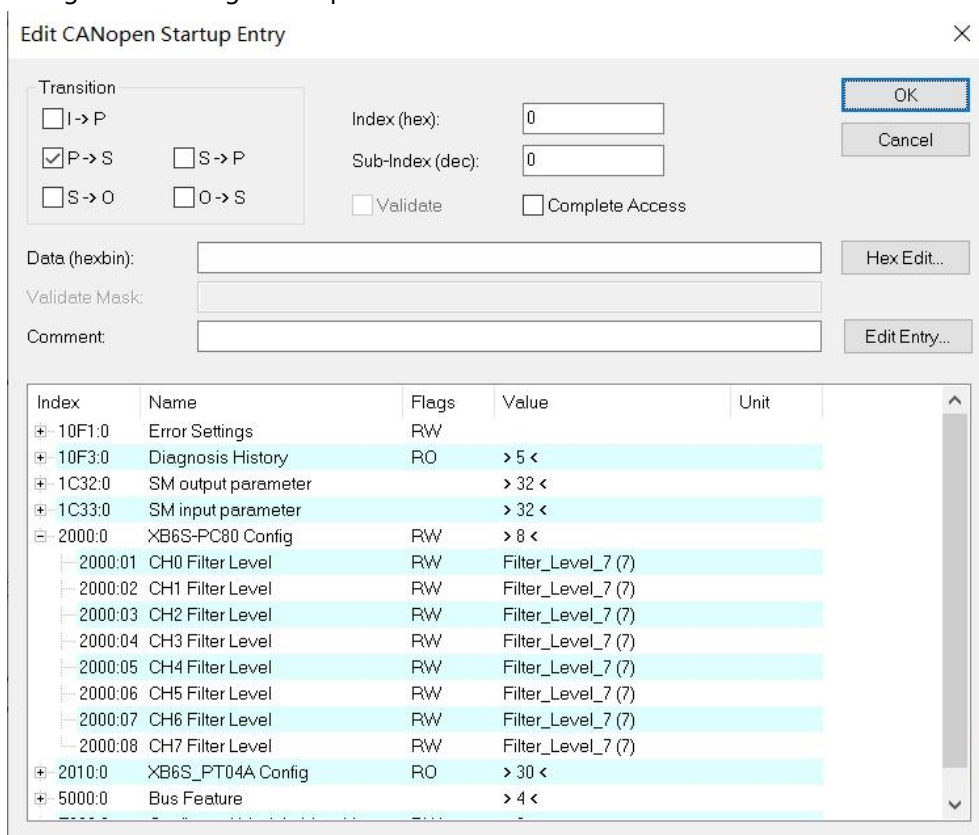 Edit CANopen Startup Entry
Transition
I -> P
P -> S
S -> P
S -> O
O -> S
Index (hex):
0
Sub-Index (dec):
0
Validate
Complete Access
OK
Cancel
Data (hexbin):
Hex Edit...
Validate Mask:
Comment:
Edit Entry...
Index Name Flags Value Unit
10F1:0 Error Settings RW
10F3:0 Diagnosis History RO > 5 <
1C32:0 SM output parameter > 32 <
1C33:0 SM input parameter > 32 <
2000:0 XB6S-PC80 Config RW > 8 <
2000:01 CH0 Filter Level RW Filter_Level_7 (7)
2000:02 CH1 Filter Level RW Filter_Level_7 (7)
2000:03 CH2 Filter Level RW Filter_Level_7 (7)
2000:04 CH3 Filter Level RW Filter_Level_7 (7)
2000:05 CH4 Filter Level RW Filter_Level_7 (7)
2000:06 CH5 Filter Level RW Filter_Level_7 (7)
2000:07 CH6 Filter Level RW Filter_Level_7 (7)
2000:08 CH7 Filter Level RW Filter_Level_7 (7)
2010:0 XB6S_PT04A Config RO > 30 <
5000:0 Bus Feature > 4 <